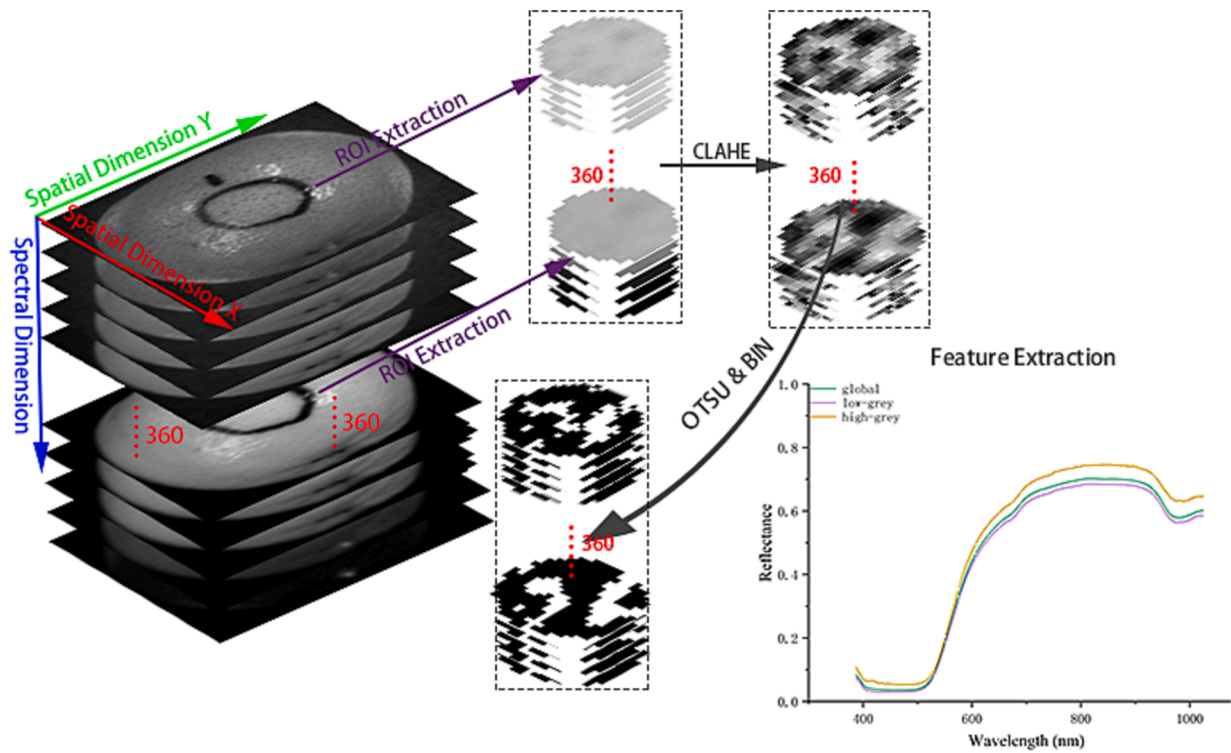 Spatial Dimension Y
Spatial Dimension X
Spectral Dimension
360
360
ROI Extraction
ROI Extraction
360
CLAHE
360
OTSU & BIN
360
Feature Extraction
global
low-grey
high-grey
1.0
0.8
0.6
0.4
0.2
0.0
Reflectance
400
600
800
1000
Wavelength (nm)